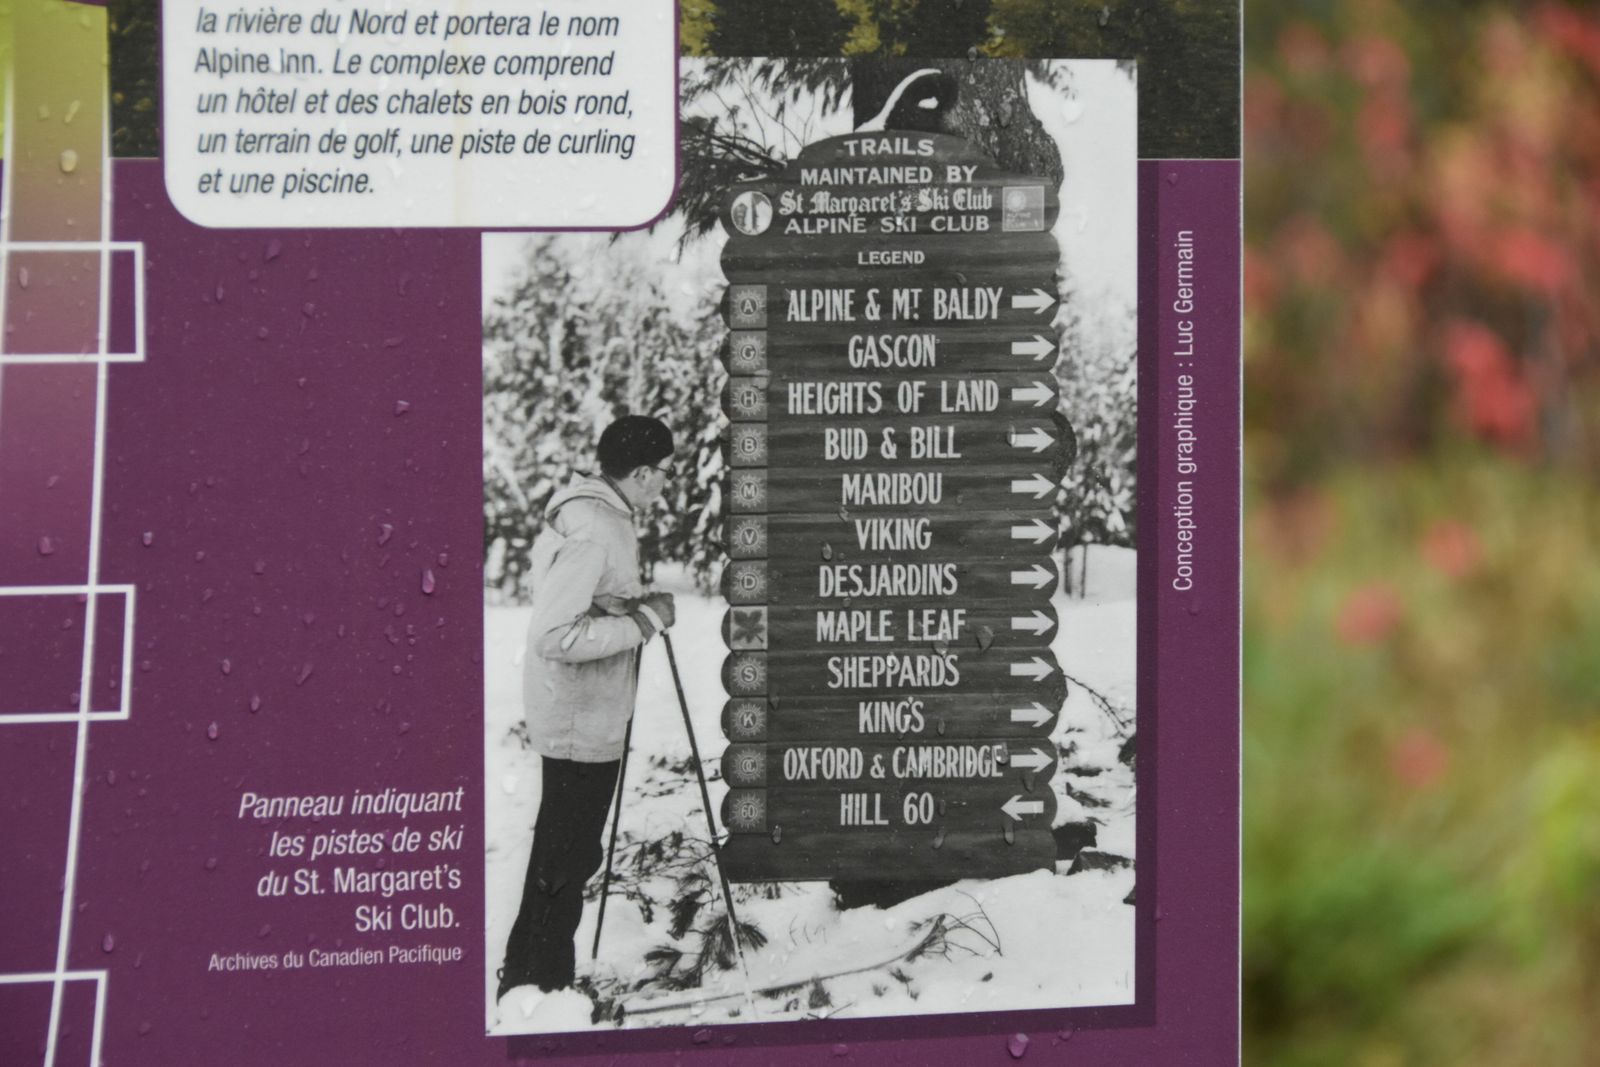 la rivière du Nord et portera le nom
Alpine Inn. Le complexe comprend
un hôtel et des chalets en bois rond,
un terrain de golf, une piste de curling
et une piscine.
TRAILS
MAINTAINED BY
St Margaret's Ski Club
ALPINE SKI CLUB
LEGEND
A ALPINE & MT BALDY →
G GASCON →
H HEIGHTS OF LAND →
B BUD & BILL →
M MARIBOU →
V VIKING →
D DESJARDINS →
MAPLE LEAF →
S SHEPPARD'S →
K KING'S →
OXFORD & CAMBRIDGE →
60 HILL 60 ←
Panneau indiquant
les pistes de ski
du St. Margaret's
Ski Club.
Archives du Canadien Pacifique
Conception graphique : Luc Germain